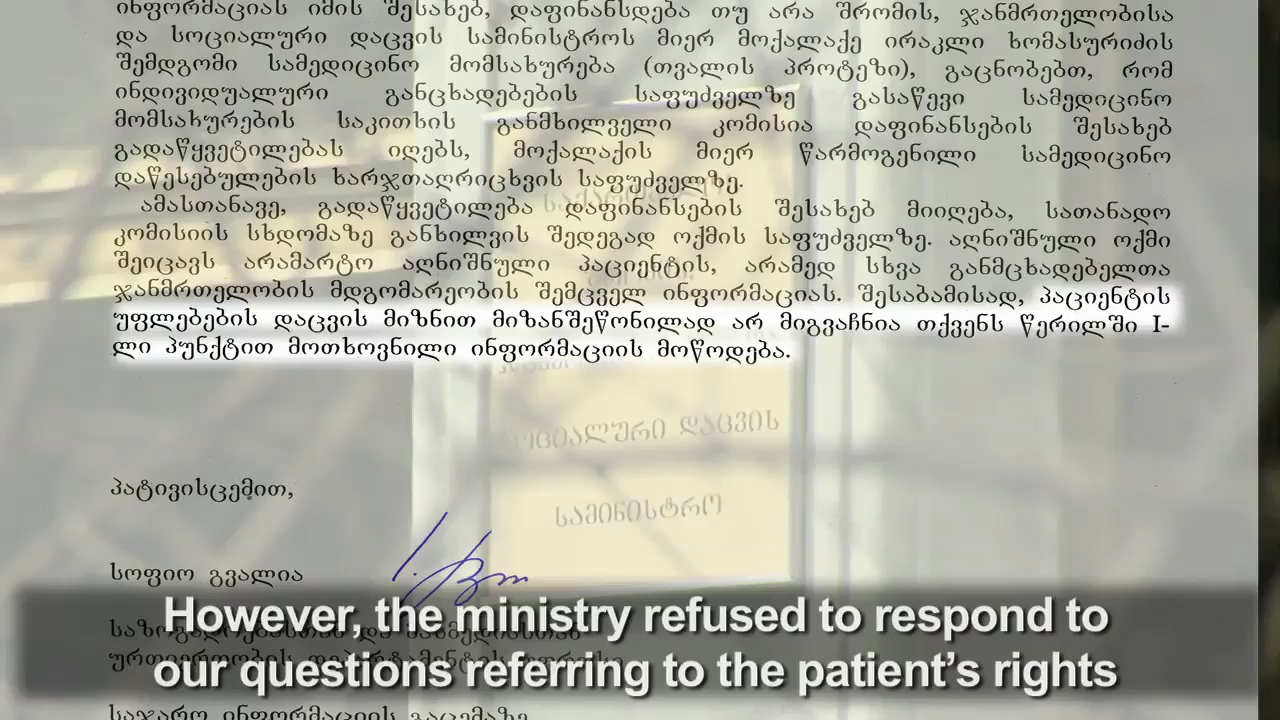 ინფორმაციას იმის შესახებ, დაფინანსდება თუ არა შრომის, ჯანმრთელობისა
და სოციალური დაცვის სამინისტროს მიერ მოქალაქე ირაკლი ხომასურიძის
შემდგომი სამედიცინო მომსახურება (თვალის პროტეზი), გაცნობებთ, რომ
ინდივიდუალური განცხადებების საფუძველზე გასაწევი სამედიცინო
მომსახურების საკითხის განმხილველი კომისია დაფინანსების შესახებ
გადაწყვეტილებას იღებს, მოქალაქის მიერ წარმოგენილი სამედიცინო
დაწესებულების ხარჯთაღრიცხვის საფუძველზე.
ამასთანავე, გადაწყვეტილება დაფინანსების შესახებ მიიღება, სათანადო
კომისიის სხდომაზე განხილვის შედეგად ოქმის საფუძველზე. აღნიშნული ოქმი
შეიცავს არამარტო აღნიშნული პაციენტის, არამედ სხვა განმცხადებელთა
ჯანმრთელობის მდგომარეობის შემცველ ინფორმაციას. შესაბამისად, პაციენტის
უფლებების დაცვის მიზნით მიზანშეწონილად არ მიგვაჩნია თქვენს წერილში I-
ლი პუნქტით მოთხოვნილი ინფორმაციის მოწოდება.
სოციალური დაცვის
სამინისტრო
პატივისცემით,
სოფიო გვალია
However, the ministry refused to respond to
our questions referring to the patient's rights
საჯარო ინფორმაციის გაცემაზე